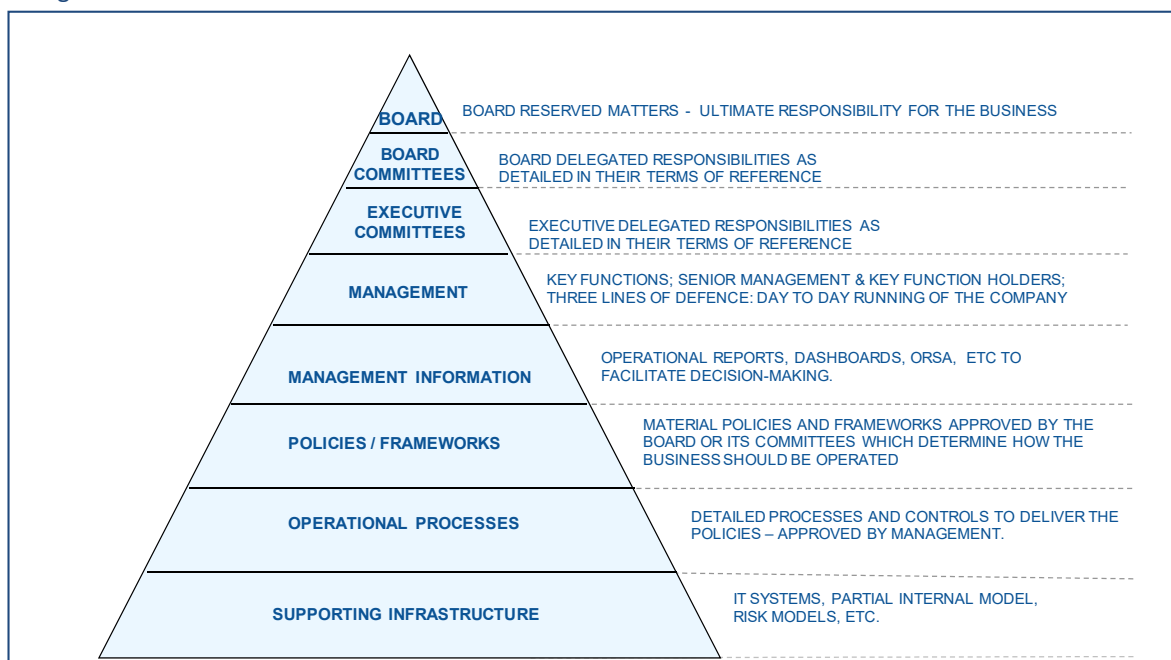 BOARD
BOARD RESERVED MATTERS - ULTIMATE RESPONSIBILITY FOR THE BUSINESS
BOARD
COMMITTEES
BOARD DELEGATED RESPONSIBILITIES AS
DETAILED IN THEIR TERMS OF REFERENCE
EXECUTIVE
COMMITTEES
EXECUTIVE DELEGATED RESPONSIBILITIES AS
DETAILED IN THEIR TERMS OF REFERENCE
MANAGEMENT
KEY FUNCTIONS; SENIOR MANAGEMENT & KEY FUNCTION HOLDERS;
THREE LINES OF DEFENCE: DAY TO DAY RUNNING OF THE COMPANY
MANAGEMENT INFORMATION
OPERATIONAL REPORTS, DASHBOARDS, ORSA, ETC TO
FACILITATE DECISION-MAKING.
POLICIES / FRAMEWORKS
MATERIAL POLICIES AND FRAMEWORKS APPROVED BY THE
BOARD OR ITS COMMITTEES WHICH DETERMINE HOW THE
BUSINESS SHOULD BE OPERATED
OPERATIONAL PROCESSES
DETAILED PROCESSES AND CONTROLS TO DELIVER THE
POLICIES – APPROVED BY MANAGEMENT.
SUPPORTING INFRASTRUCTURE
IT SYSTEMS, PARTIAL INTERNAL MODEL,
RISK MODELS, ETC.